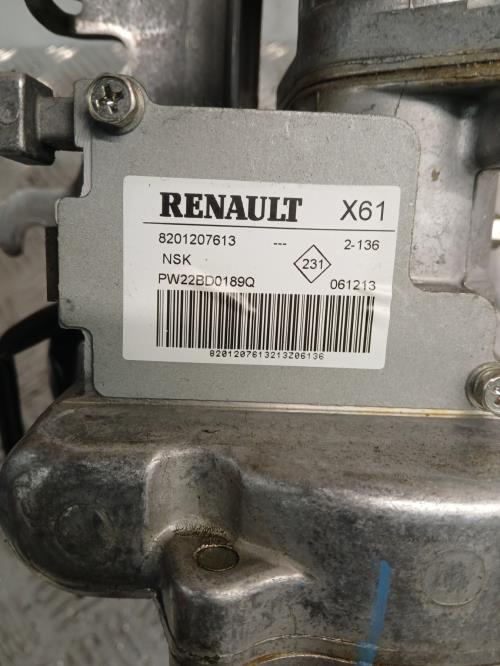 RENAULT X61
8201207613 --- 2-136
NSK 231
PW22BD0189Q 061213
8201207613213Z06136